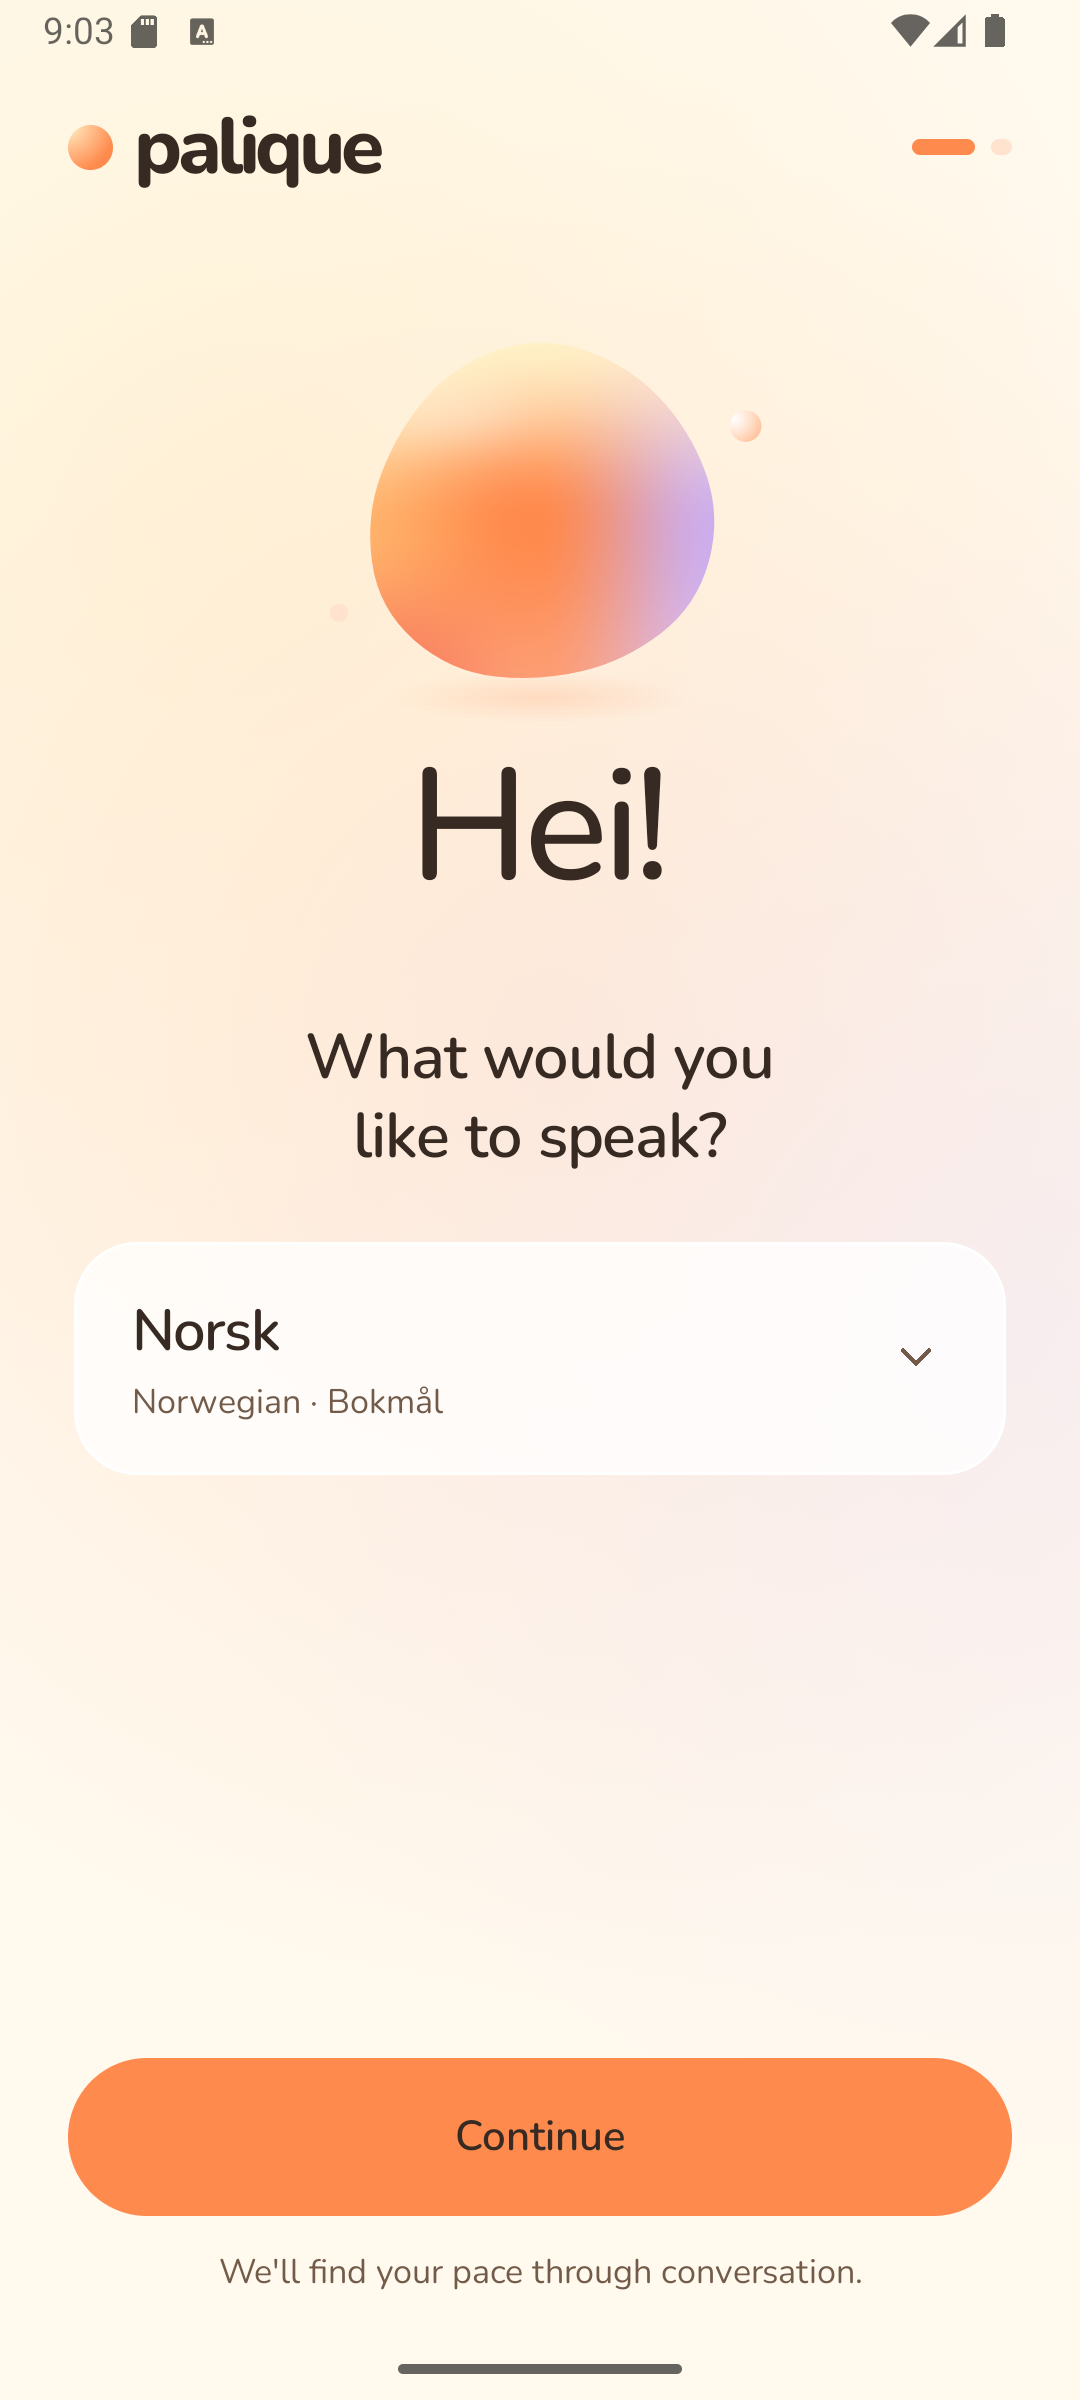 9:03
palique
Hei!
What would you
like to speak?
Norsk
Norwegian · Bokmål
Continue
We'll find your pace through conversation.